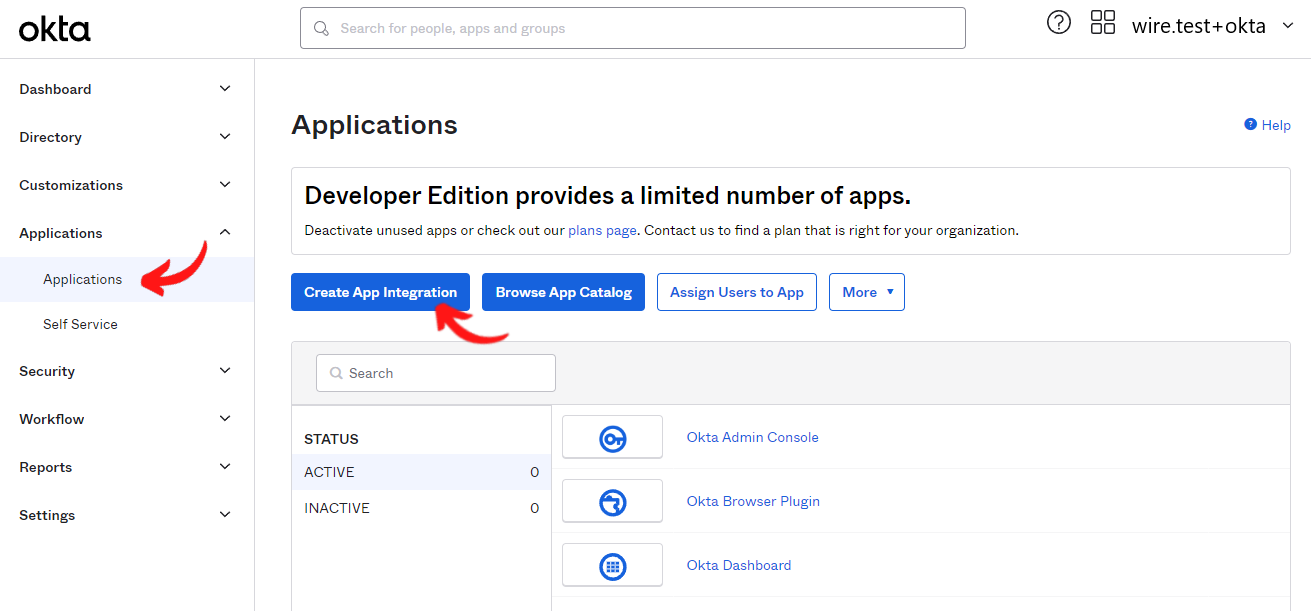 okta
Search for people, apps and groups
wire.test+okta
Dashboard
Directory
Customizations
Applications
Applications
Self Service
Security
Workflow
Reports
Settings
Applications
Help
Developer Edition provides a limited number of apps.
Deactivate unused apps or check out our plans page. Contact us to find a plan that is right for your organization.
Create App Integration
Browse App Catalog
Assign Users to App
More
Search
STATUS
ACTIVE 0
INACTIVE 0
Okta Admin Console
Okta Browser Plugin
Okta Dashboard